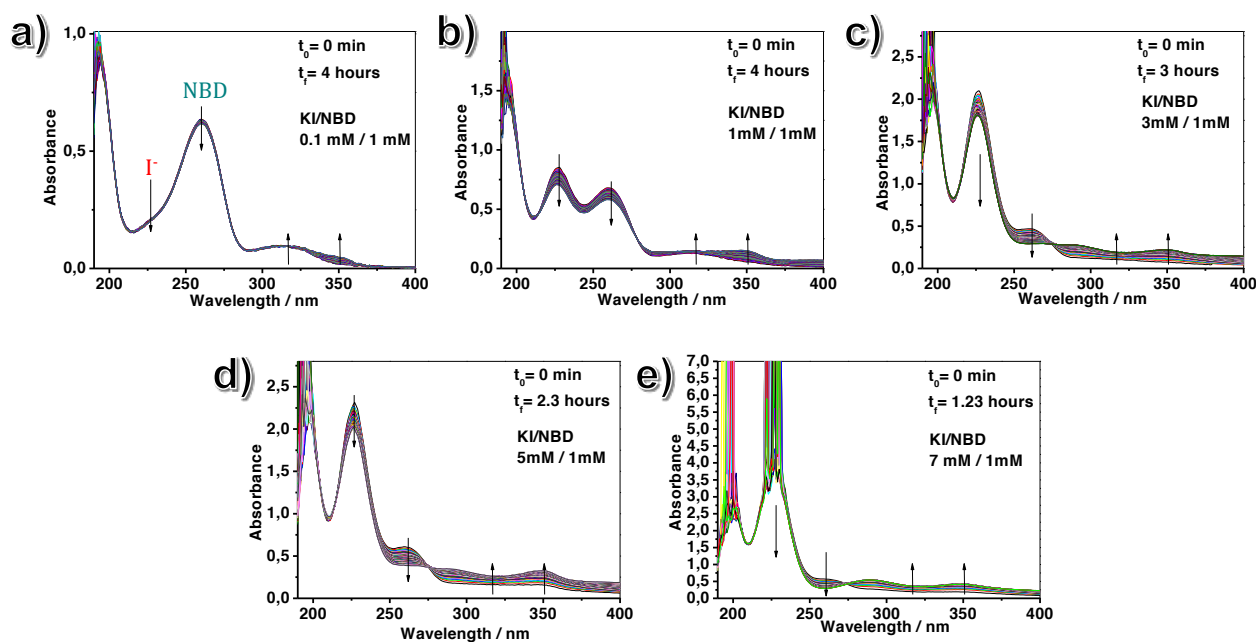 a)
Absorbance
1,0
0,5
0,0
t0= 0 min
tf= 4 hours
NBD
KI/NBD
0.1 mM / 1 mM
I-
200 250 300 350 400
Wavelength / nm
b)
Absorbance
2,5
2,0
1,5
1,0
0,5
0,0
t0= 0 min
tf= 4 hours
KI/NBD
1mM / 1mM
200 250 300 350 400
Wavelength / nm
c)
Absorbance
2.5
2.0
1.5
1.0
0.5
0.0
t0= 0 min
tf= 3 hours
KI/NBD
3mM / 1mM
200 250 300 350 400
Wavelength / nm
d)
Absorbance
2,5
2,0
1,5
1,0
0,5
0,0
t0= 0 min
tf= 2.3 hours
KI/NBD
5mM / 1mM
200 250 300 350 400
Wavelength / nm
e)
Absorbance
7,0
6,5
6,0
5,5
5,0
4,5
4,0
3,5
3,0
2,5
2,0
1,5
1,0
0,5
0,0
t0= 0 min
tf= 1.23 hours
KI/NBD
7 mM / 1mM
200 250 300 350 400
Wavelength / nm